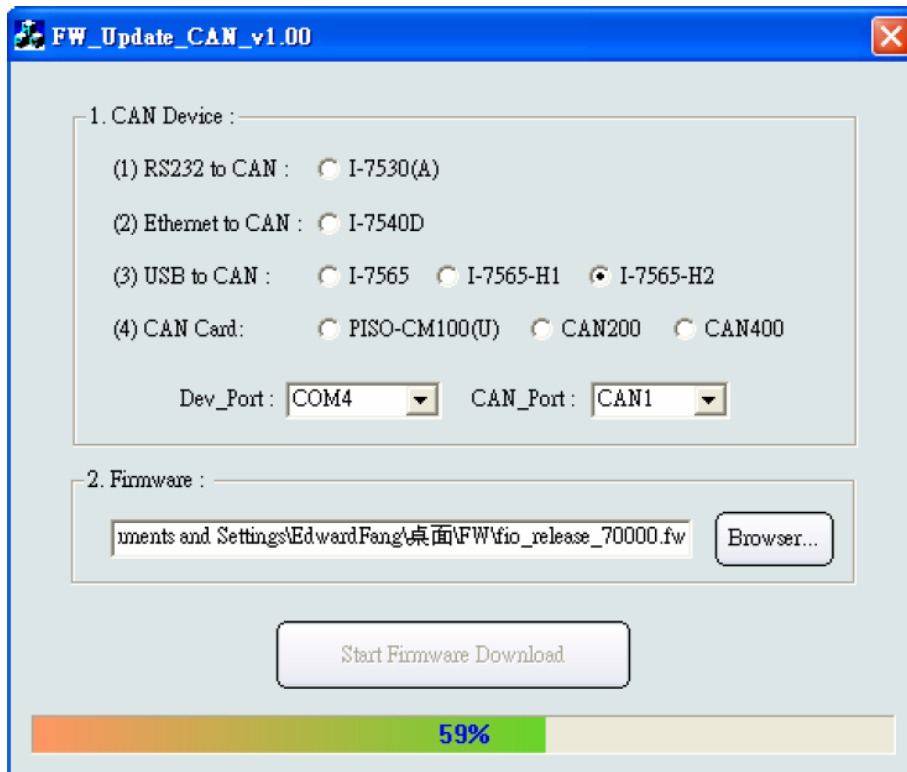 FW_Update_CAN_v1.00
1. CAN Device :
(1) RS232 to CAN : I-7530(A)
(2) Ethernet to CAN : I-7540D
(3) USB to CAN : I-7565 I-7565-H1 I-7565-H2
(4) CAN Card: PISO-CM100(U) CAN200 CAN400
Dev_Port : COM4 CAN_Port : CAN1
2. Firmware :
uments and Settings\EdwardFang\桌面\FW\fio_release_70000.fw Browser...
Start Firmware Download
59%